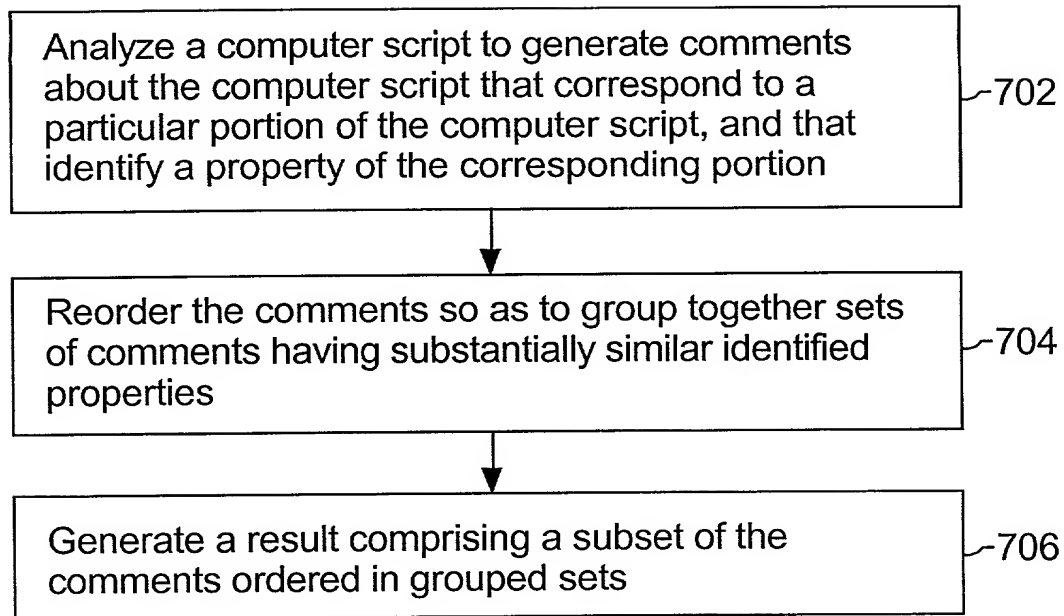 Analyze a computer script to generate comments
about the computer script that correspond to a
particular portion of the computer script, and that
identify a property of the corresponding portion
702
Reorder the comments so as to group together sets
of comments having substantially similar identified
properties
704
Generate a result comprising a subset of the
comments ordered in grouped sets
706